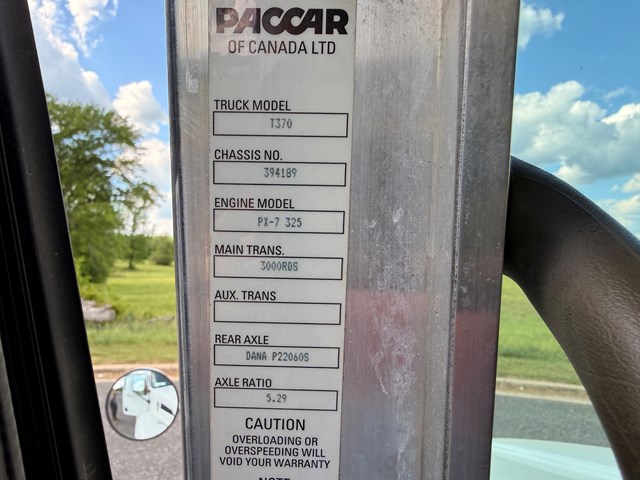 PACCAR
OF CANADA LTD
TRUCK MODEL
T370
CHASSIS NO.
394189
ENGINE MODEL
PX-7 325
MAIN TRANS.
3000RDS
AUX. TRANS
REAR AXLE
DANA P22060S
AXLE RATIO
5.29
CAUTION
OVERLOADING OR
OVERSPEEDING WILL
VOID YOUR WARRANTY